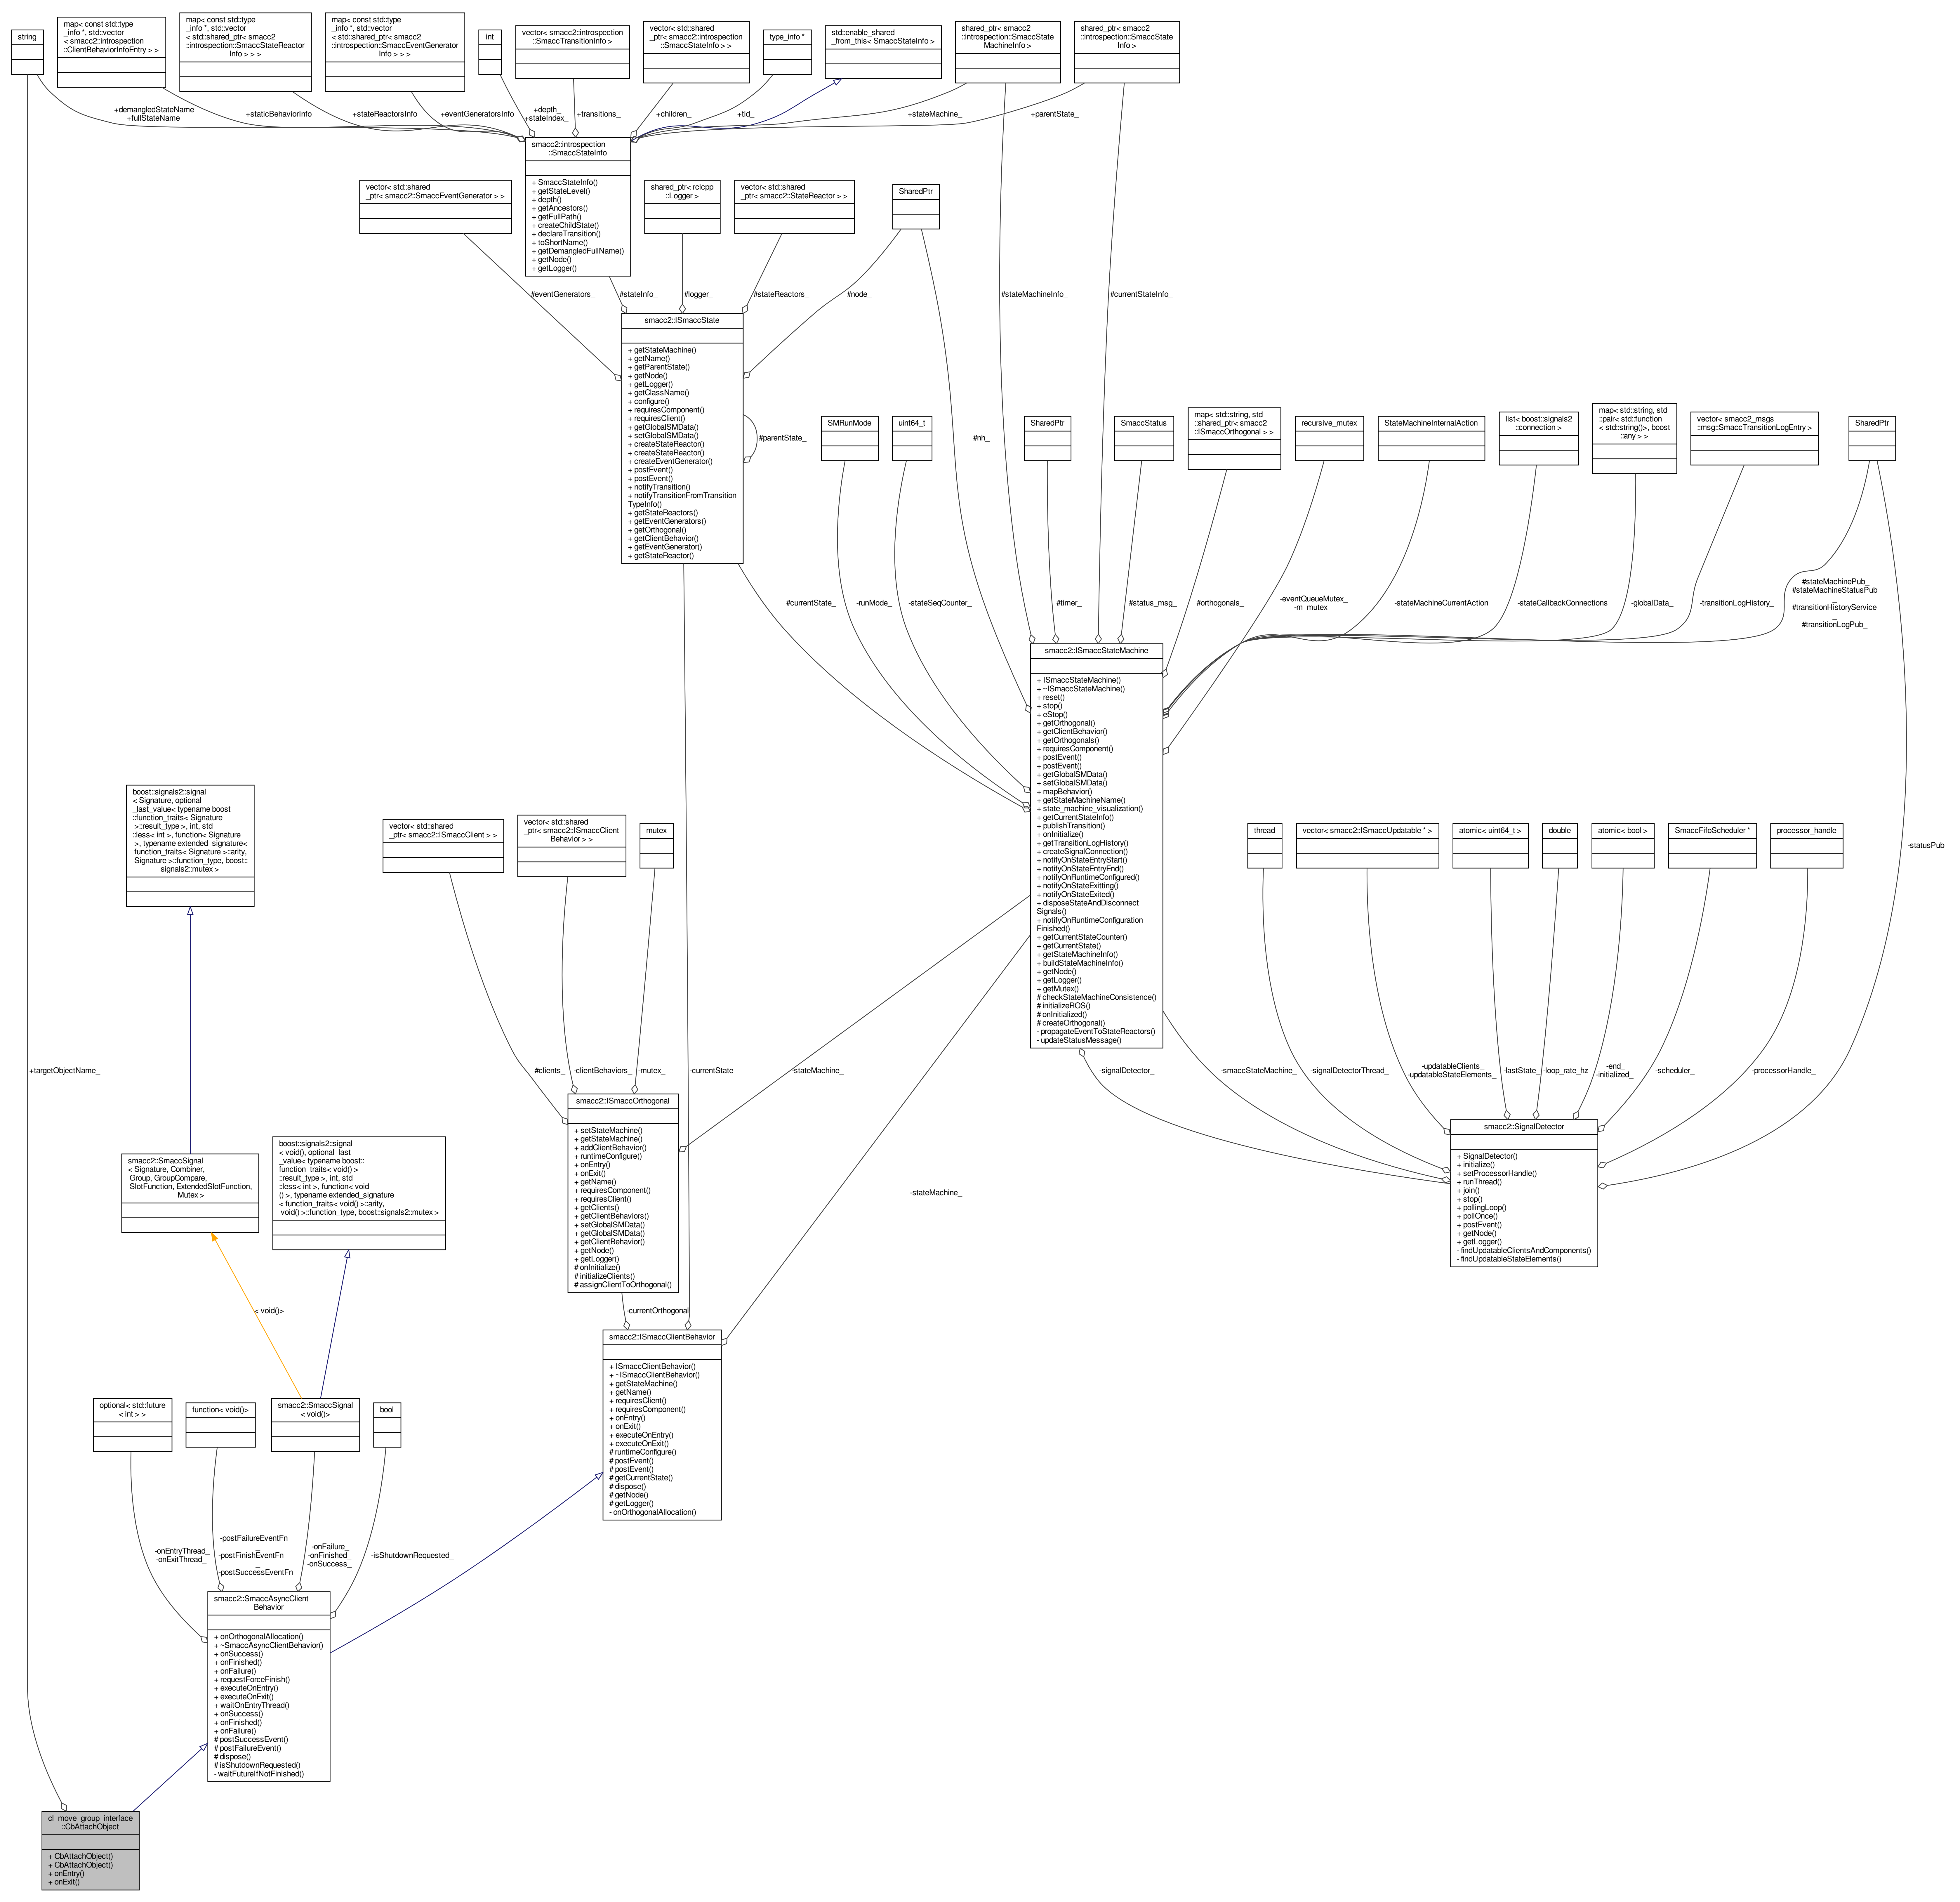 string
map< const std::type
_info *, std::vector
< smacc2::introspection
::ClientBehaviorInfoEntry > >
map< const std::type
_info *, std::vector
< std::shared_ptr< smacc2
::introspection::SmaccStateReactor
Info > > >
map< const std::type
_info *, std::vector
< std::shared_ptr< smacc2
::introspection::SmaccEventGenerator
Info > > >
int
vector< smacc2::introspection
::SmaccTransitionInfo >
vector< std::shared
_ptr< smacc2::introspection
::SmaccStateInfo > >
type_info *
std::enable_shared
_from_this< SmaccStateInfo >
shared_ptr< smacc2
::introspection::SmaccState
MachineInfo >
shared_ptr< smacc2
::introspection::SmaccState
Info >
+demangledStateName
+fullStateName
+staticBehaviorInfo
+stateReactorsInfo
+eventGeneratorsInfo
+depth_
+stateIndex_
+transitions_
+children_
+tid_
+stateMachine_
+parentState_
smacc2::introspection
::SmaccStateInfo
+ SmaccStateInfo()
+ getStateLevel()
+ depth()
+ getAncestors()
+ getFullPath()
+ createChildState()
+ declareTransition()
+ toShortName()
+ getDemangledFullName()
+ getNode()
+ getLogger()
vector< std::shared
_ptr< smacc2::SmaccEventGenerator > >
shared_ptr< rclcpp
::Logger >
vector< std::shared
_ptr< smacc2::StateReactor > >
SharedPtr
#eventGenerators_
#stateInfo_
#logger_
#stateReactors_
#node_
#stateMachineInfo_
#currentStateInfo_
smacc2::ISmaccState
+ getStateMachine()
+ getName()
+ getParentState()
+ getNode()
+ getLogger()
+ getClassName()
+ configure()
+ requiresComponent()
+ requiresClient()
+ getGlobalSMData()
+ setGlobalSMData()
+ createStateReactor()
+ createStateReactor()
+ createEventGenerator()
+ postEvent()
+ postEvent()
+ notifyTransition()
+ notifyTransitionFromTransition
TypeInfo()
+ getStateReactors()
+ getEventGenerators()
+ getOrthogonal()
+ getClientBehavior()
+ getEventGenerator()
+ getStateReactor()
#parentState_
SMRunMode
uint64_t
#nh_
SharedPtr
SmaccStatus
map< std::string, std
::shared_ptr< smacc2
::ISmaccOrthogonal > >
recursive_mutex
StateMachineInternalAction
list< boost::signals2
::connection >
map< std::string, std
::pair< std::function
< std::string()>, boost
::any > >
vector< smacc2_msgs
::msg::SmaccTransitionLogEntry >
SharedPtr
#currentState_
-runMode_
-stateSeqCounter_
#timer_
#status_msg_
#orthogonals_
-eventQueueMutex_
-m_mutex_
-stateMachineCurrentAction
-stateCallbackConnections
-globalData_
-transitionLogHistory_
#stateMachinePub_
#stateMachineStatusPub
_
#transitionHistoryService
_
#transitionLogPub_
smacc2::ISmaccStateMachine
+ ISmaccStateMachine()
+ ~ISmaccStateMachine()
+ reset()
+ stop()
+ eStop()
+ getOrthogonal()
+ getClientBehavior()
+ getOrthogonals()
+ requiresComponent()
+ postEvent()
+ postEvent()
+ getGlobalSMData()
+ setGlobalSMData()
+ mapBehavior()
+ getStateMachineName()
+ state_machine_visualization()
+ getCurrentStateInfo()
+ publishTransition()
+ onInitialize()
+ getTransitionLogHistory()
+ createSignalConnection()
+ notifyOnStateEntryStart()
+ notifyOnStateEntryEnd()
+ notifyOnRuntimeConfigured()
+ notifyOnStateExitting()
+ notifyOnStateExited()
+ disposeStateAndDisconnect
Signals()
+ notifyOnRuntimeConfiguration
Finished()
+ getCurrentStateCounter()
+ getCurrentState()
+ getStateMachineInfo()
+ buildStateMachineInfo()
+ getNode()
+ getLogger()
+ getMutex()
# checkStateMachineConsistence()
# initializeROS()
# onInitialized()
# createOrthogonal()
- propagateEventToStateReactors()
- updateStatusMessage()
boost::signals2::signal
< Signature, optional
_last_value< typename boost
::function_traits< Signature
>::result_type >, int, std
::less< int >, function< Signature
>, typename extended_signature<
function_traits< Signature >::arity,
Signature >::function_type, boost::
signals2::mutex >
vector< std::shared
_ptr< smacc2::ISmaccClient > >
vector< std::shared
_ptr< smacc2::ISmaccClient
Behavior > >
mutex
thread
vector< smacc2::ISmaccUpdatable * >
atomic< uint64_t >
double
atomic< bool >
SmaccFifoScheduler *
processor_handle
-statusPub_
+targetObjectName_
#clients_
-clientBehaviors_
-mutex_
-currentState
-stateMachine_
-signalDetector_
-smaccStateMachine_
-signalDetectorThread_
-updatableClients_
-updatableStateElements_
-lastState_
-loop_rate_hz
-end_
-initialized_
-scheduler_
-processorHandle_
smacc2::ISmaccOrthogonal
+ setStateMachine()
+ getStateMachine()
+ addClientBehavior()
+ runtimeConfigure()
+ onEntry()
+ onExit()
+ getName()
+ requiresComponent()
+ requiresClient()
+ getClients()
+ getClientBehaviors()
+ setGlobalSMData()
+ getGlobalSMData()
+ getClientBehavior()
+ getNode()
+ getLogger()
# onInitialize()
# initializeClients()
# assignClientToOrthogonal()
smacc2::SignalDetector
+ SignalDetector()
+ initialize()
+ setProcessorHandle()
+ runThread()
+ join()
+ stop()
+ pollingLoop()
+ pollOnce()
+ postEvent()
+ getNode()
+ getLogger()
- findUpdatableClientsAndComponents()
- findUpdatableStateElements()
smacc2::SmaccSignal
< Signature, Combiner,
Group, GroupCompare,
SlotFunction, ExtendedSlotFunction,
Mutex >
boost::signals2::signal
< void(), optional_last
_value< typename boost::
function_traits< void() >
::result_type >, int, std
::less< int >, function< void
() >, typename extended_signature
< function_traits< void() >::arity,
void() >::function_type, boost::signals2::mutex >
-stateMachine_
< void()>
-currentOrthogonal
smacc2::ISmaccClientBehavior
+ ISmaccClientBehavior()
+ ~ISmaccClientBehavior()
+ getStateMachine()
+ getName()
+ requiresClient()
+ requiresComponent()
+ onEntry()
+ onExit()
+ executeOnEntry()
+ executeOnExit()
# runtimeConfigure()
# postEvent()
# postEvent()
# getCurrentState()
# dispose()
# getNode()
# getLogger()
- onOrthogonalAllocation()
optional< std::future
< int > >
function< void()>
smacc2::SmaccSignal
< void()>
bool
-onEntryThread_
-onExitThread_
-postFailureEventFn
_
-postFinishEventFn
_
-postSuccessEventFn_
-onFailure_
-onFinished_
-onSuccess_
-isShutdownRequested_
smacc2::SmaccAsyncClient
Behavior
+ onOrthogonalAllocation()
+ ~SmaccAsyncClientBehavior()
+ onSuccess()
+ onFinished()
+ onFailure()
+ requestForceFinish()
+ executeOnEntry()
+ executeOnExit()
+ waitOnEntryThread()
+ onSuccess()
+ onFinished()
+ onFailure()
# postSuccessEvent()
# postFailureEvent()
# dispose()
# isShutdownRequested()
- waitFutureIfNotFinished()
cl_move_group_interface
::CbAttachObject
+ CbAttachObject()
+ CbAttachObject()
+ onEntry()
+ onExit()